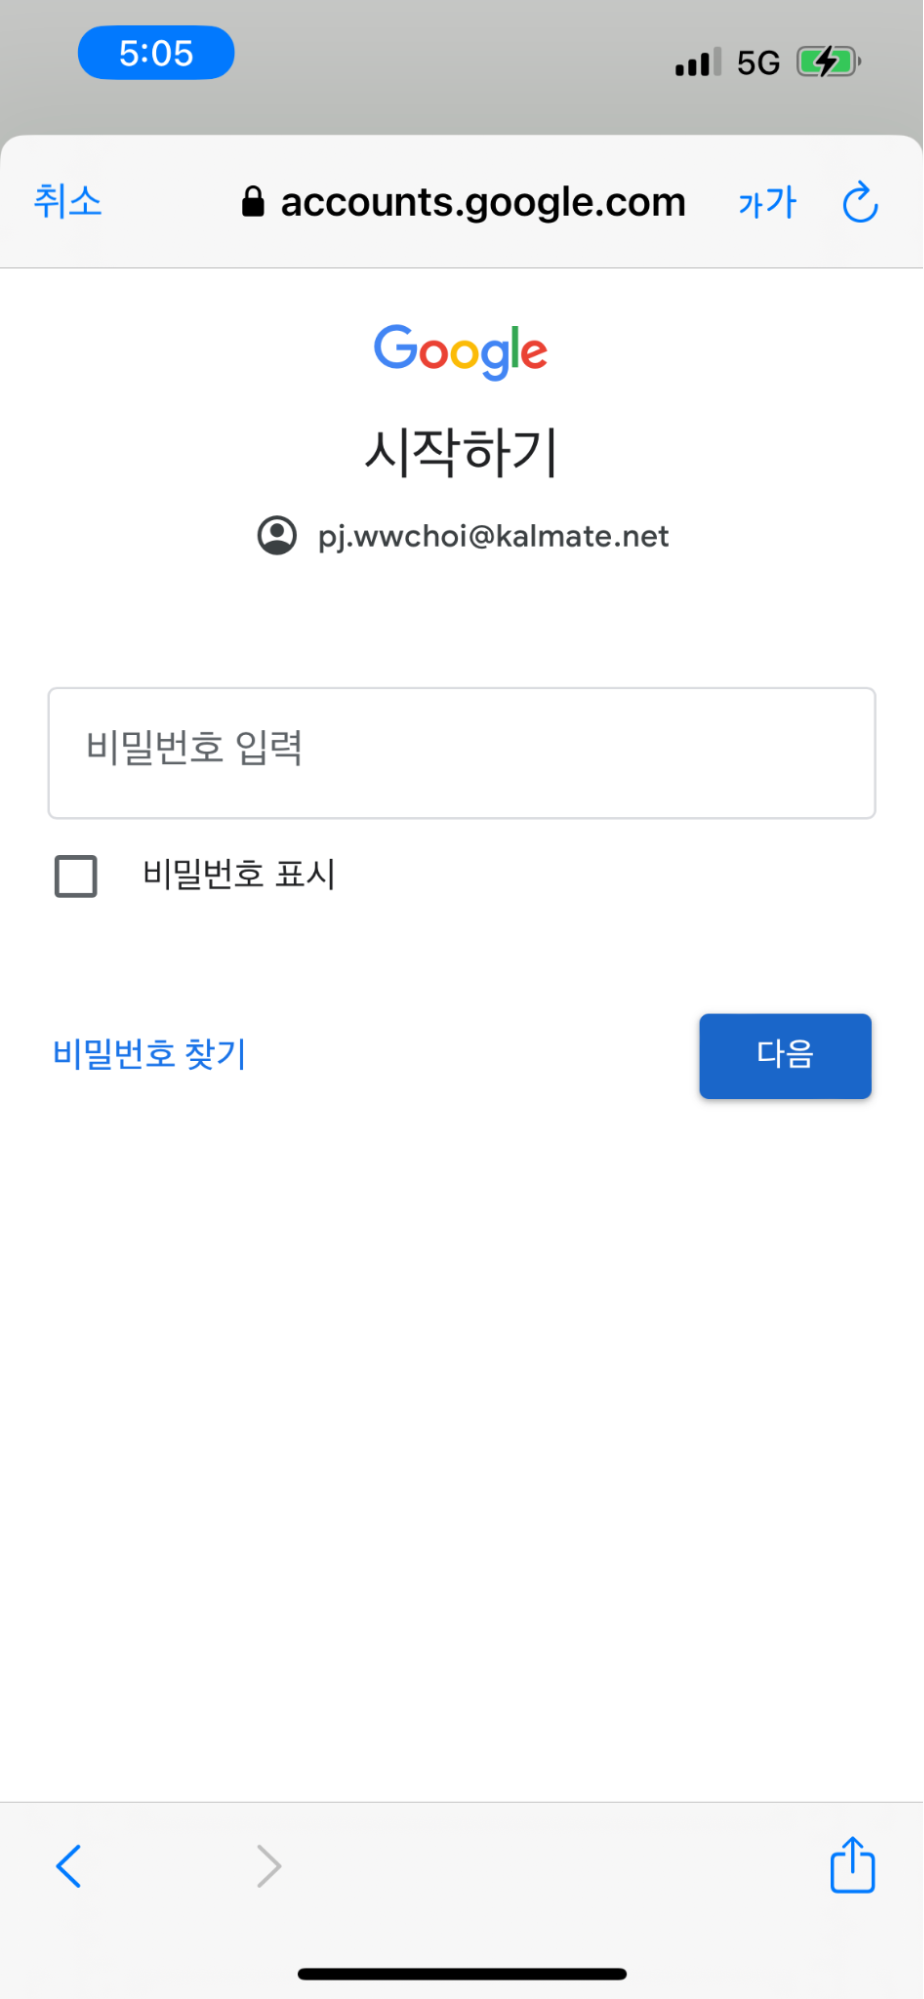 5:05
5G
취소
accounts.google.com
가가
Google
시작하기
pj.wwchoi@kalmate.net
비밀번호 입력
비밀번호 표시
비밀번호 찾기
다음